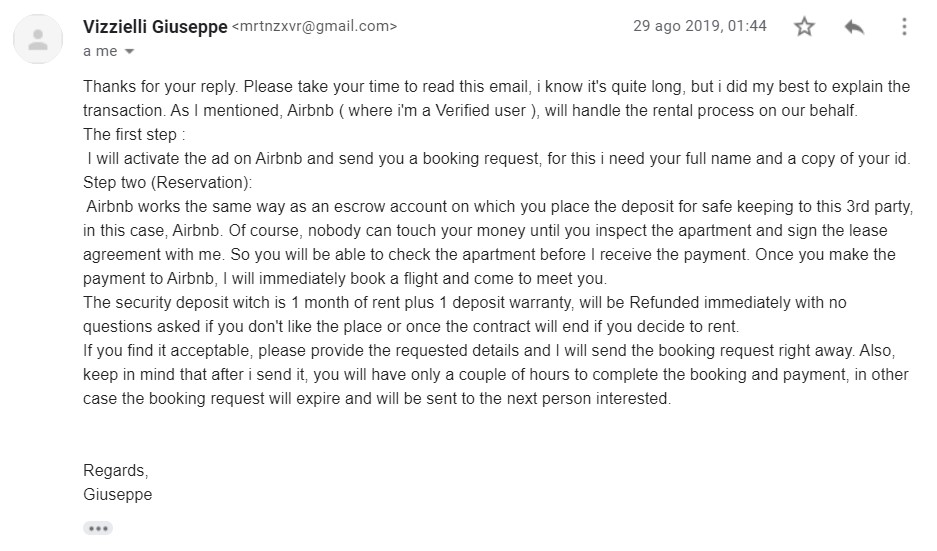 Vizzielli Giuseppe <mrtnzxvr@gmail.com>
29 ago 2019, 01:44
a me
Thanks for your reply. Please take your time to read this email, i know it's quite long, but i did my best to explain the
transaction. As I mentioned, Airbnb ( where i'm a Verified user ), will handle the rental process on our behalf.
The first step :
I will activate the ad on Airbnb and send you a booking request, for this i need your full name and a copy of your id.
Step two (Reservation):
Airbnb works the same way as an escrow account on which you place the deposit for safe keeping to this 3rd party,
in this case, Airbnb. Of course, nobody can touch your money until you inspect the apartment and sign the lease
agreement with me. So you will be able to check the apartment before I receive the payment. Once you make the
payment to Airbnb, I will immediately book a flight and come to meet you.
The security deposit witch is 1 month of rent plus 1 deposit warranty, will be Refunded immediately with no
questions asked if you don't like the place or once the contract will end if you decide to rent.
If you find it acceptable, please provide the requested details and I will send the booking request right away. Also,
keep in mind that after i send it, you will have only a couple of hours to complete the booking and payment, in other
case the booking request will expire and will be sent to the next person interested.
Regards,
Giuseppe